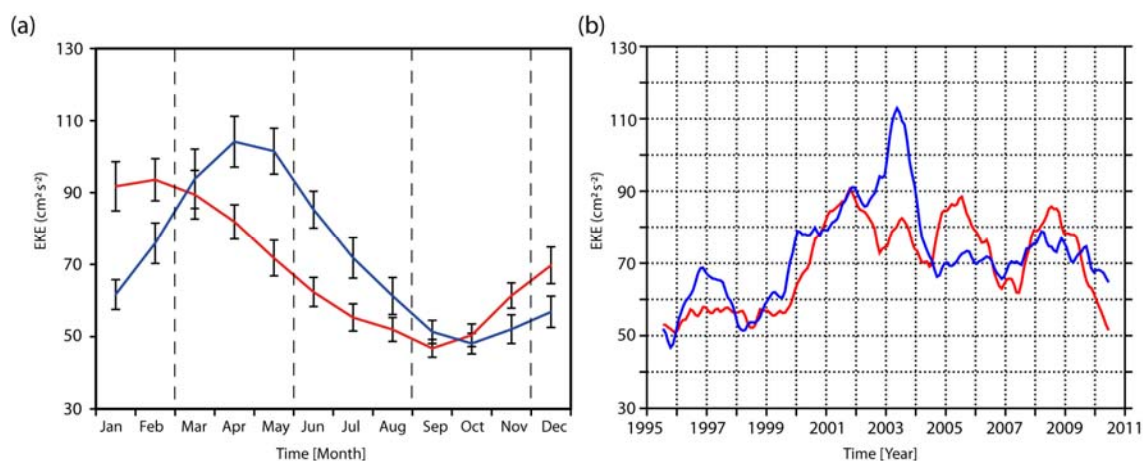 (a)
130
110
90
70
50
30
EKE (cm² s⁻²)
Jan Feb Mar Apr May Jun Jul Aug Sep Oct Nov Dec
Time [Month]
(b)
130
110
90
70
50
30
EKE (cm² s⁻²)
1995 1997 1999 2001 2003 2005 2007 2009 2011
Time [Year]